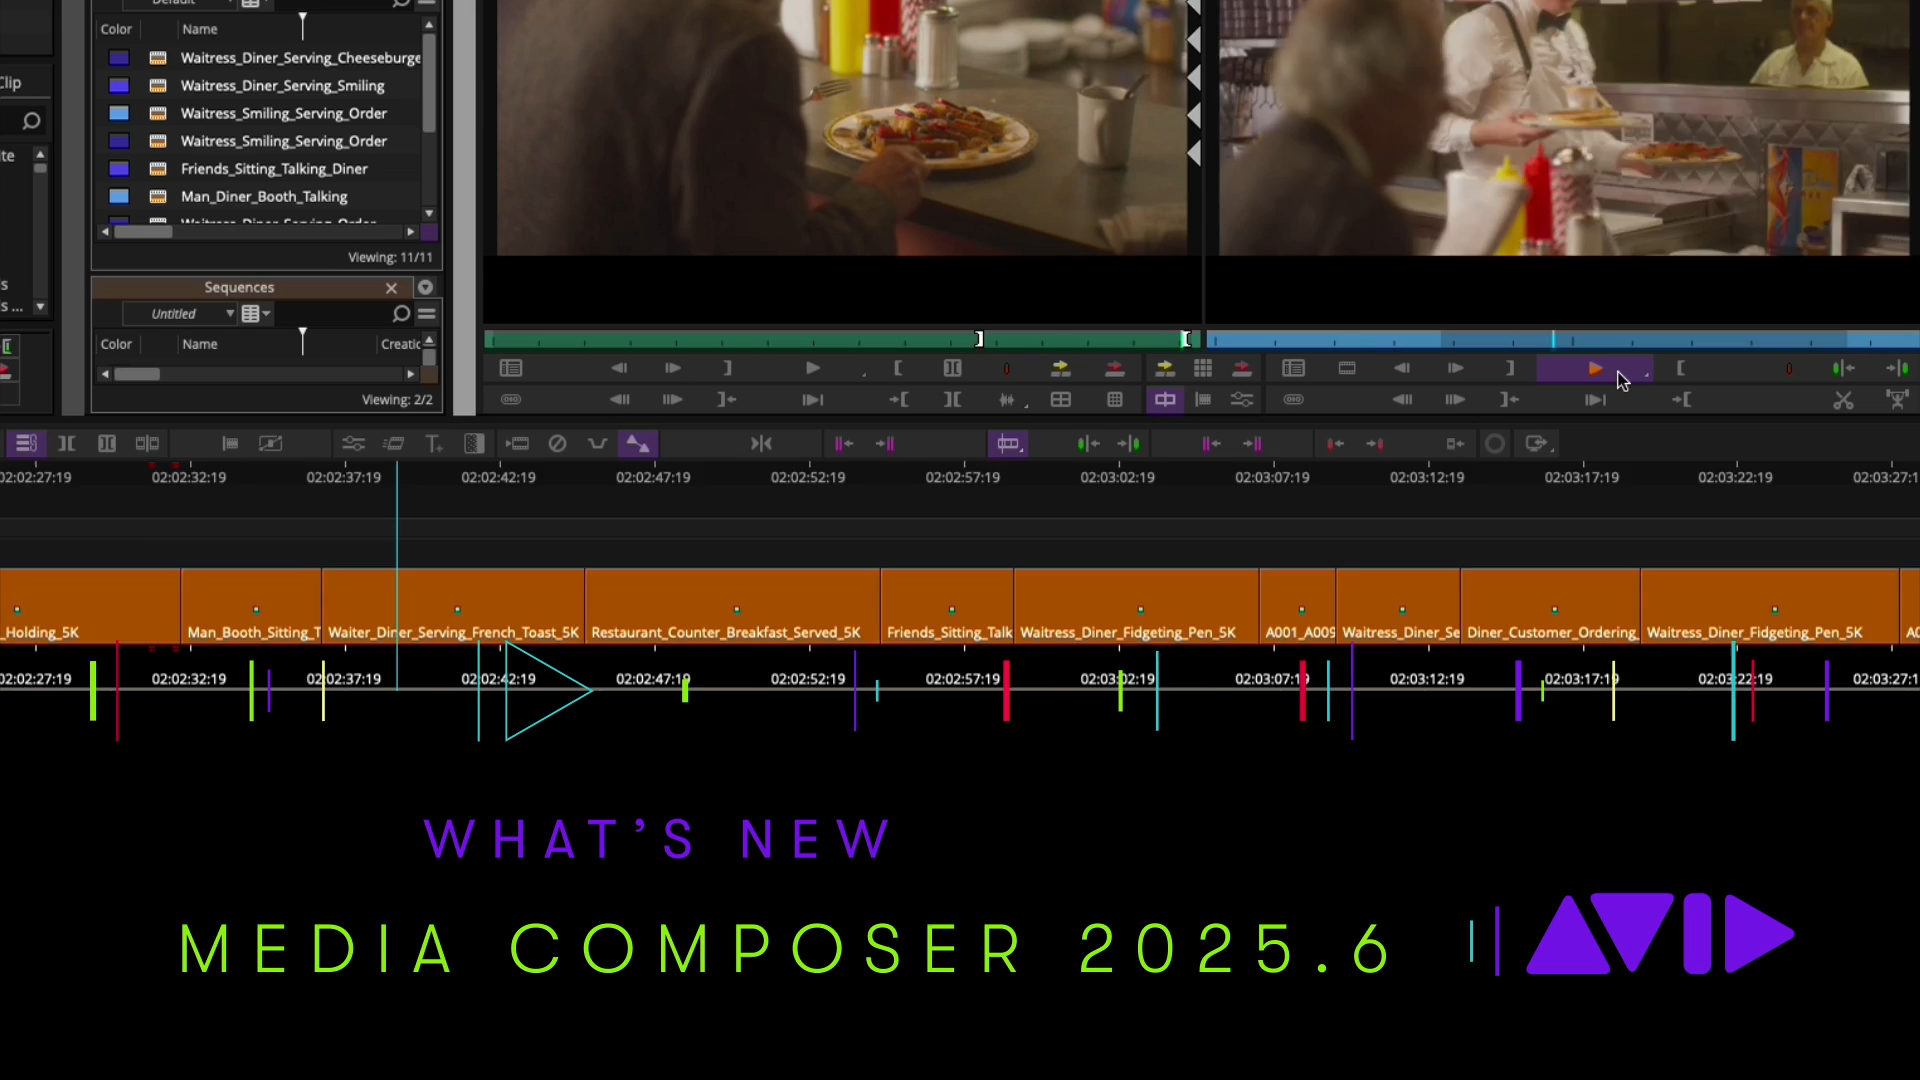 Default
Color Name
Clip
Waitress_Diner_Serving_Cheeseburge
Waitress_Diner_Serving_Smiling
Waitress_Smiling_Serving_Order
Waitress_Smiling_Serving_Order
Friends_Sitting_Talking_Diner
Man_Diner_Booth_Talking
Waitress_Diner_Serving_Order
Viewing: 11/11
Sequences
Untitled
Color Name Creatic
Viewing: 2/2
02:02:27:19 02:02:32:19 02:02:37:19 02:02:42:19 02:02:47:19 02:02:52:19 02:02:57:19 02:03:02:19 02:03:07:19 02:03:12:19 02:03:17:19 02:03:22:19 02:03:27:1
_Holding_5K Man_Booth_Sitting_T Waiter_Diner_Serving_French_Toast_5K Restaurant_Counter_Breakfast_Served_5K Friends_Sitting_Talk Waitress_Diner_Fidgeting_Pen_5K A001_A009 Waitress_Diner_Se Diner_Customer_Ordering_ Waitress_Diner_Fidgeting_Pen_5K A0
02:02:27:19 02:02:32:19 02:02:37:19 02:02:42:19 02:02:47:19 02:02:52:19 02:02:57:19 02:03:02:19 02:03:07:19 02:03:12:19 02:03:17:19 02:03:22:19 02:03:27:1
WHAT'S NEW
MEDIA COMPOSER 2025.6
AVID